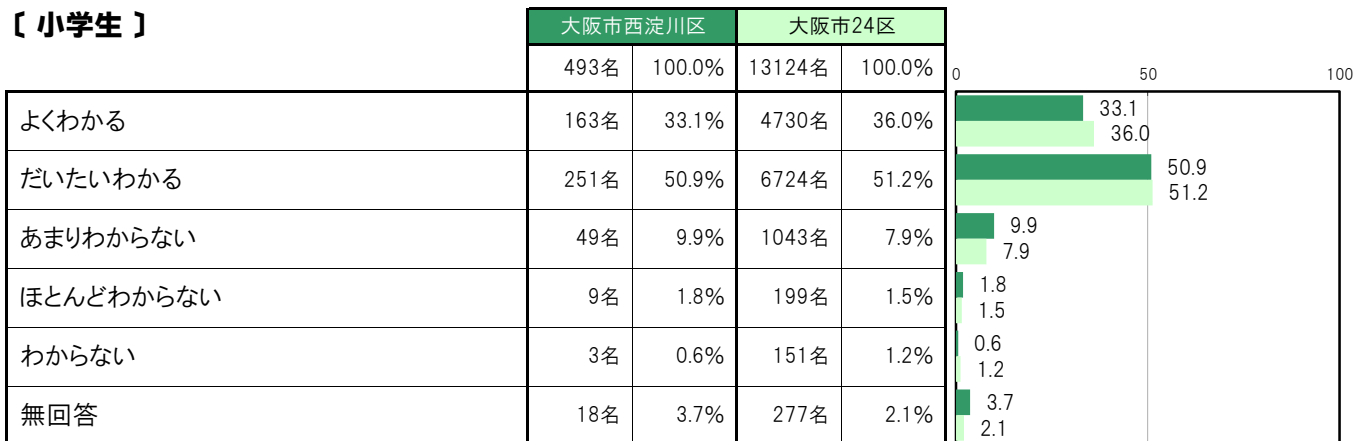 〔 小学生 〕
大阪市西淀川区 大阪市24区
493名 100.0% 13124名 100.0%
0 50 100
よくわかる 163名 33.1% 4730名 36.0%
33.1
36.0
だいたいわかる 251名 50.9% 6724名 51.2%
50.9
51.2
あまりわからない 49名 9.9% 1043名 7.9%
9.9
7.9
ほとんどわからない 9名 1.8% 199名 1.5%
1.8
1.5
わからない 3名 0.6% 151名 1.2%
0.6
1.2
無回答 18名 3.7% 277名 2.1%
3.7
2.1